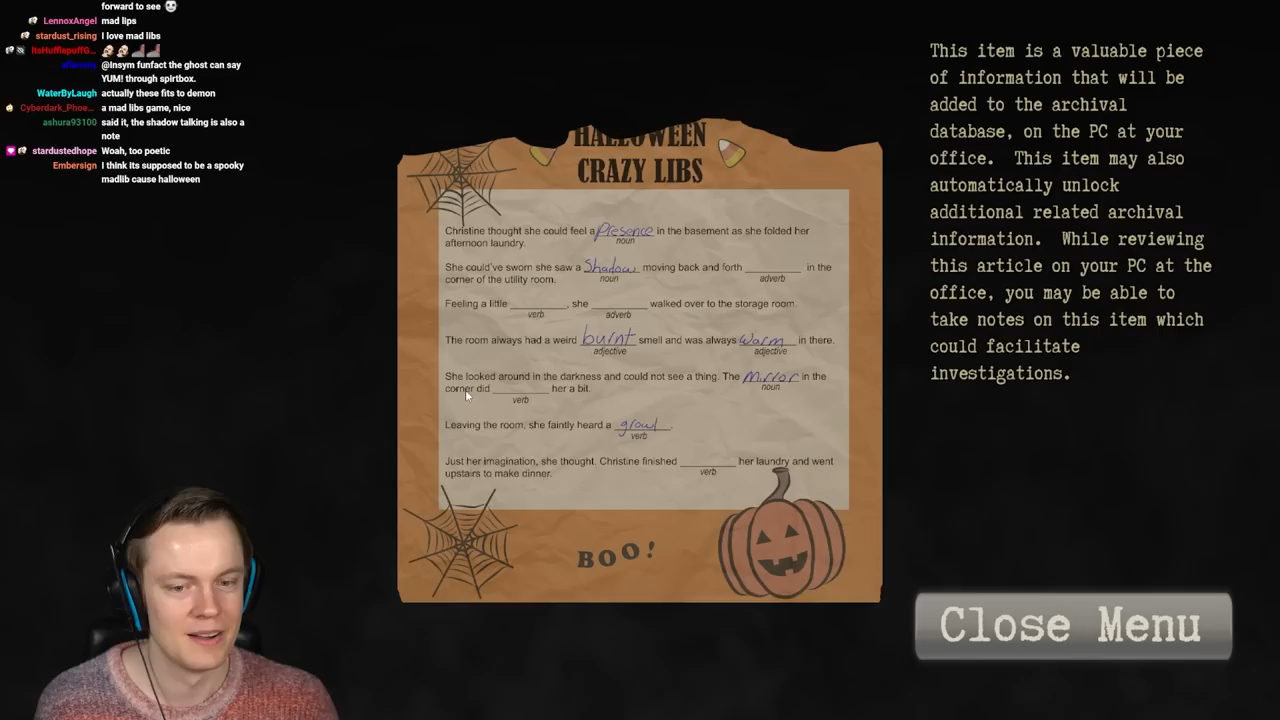 forward to see
LennoxAngel mad lips
stardust_rising I love mad libs
ItsHufflepuffG...
@Insym funfact the ghost can say
YUM! through spirtbox.
WaterByLaugh actually these fits to demon
Cyberdark_Phoe... a mad libs game, nice
ashura93100 said it, the shadow talking is also a
note
stardustedhope Woah, too poetic
Embersign I think its supposed to be a spooky
madlib cause halloween
HALLOWEEN
CRAZY LIBS
Christine thought she could feel a Presence in the basement as she folded her
noun
afternoon laundry.
She could've sworn she saw a Shadow moving back and forth __________ in the
noun adverb
corner of the utility room.
Feeling a little __________, she __________ walked over to the storage room.
verb adverb
The room always had a weird burnt smell and was always warm in there.
adjective adjective
She looked around in the darkness and could not see a thing. The Mirror in the
noun
corner did __________ her a bit.
verb
Leaving the room, she faintly heard a growl.
verb
Just her imagination, she thought. Christine finished __________ her laundry and went
verb
upstairs to make dinner.
BOO!
This item is a valuable piece
of information that will be
added to the archival
database, on the PC at your
office. This item may also
automatically unlock
additional related archival
information. While reviewing
this article on your PC at the
office, you may be able to
take notes on this item which
could facilitate
investigations.
Close Menu